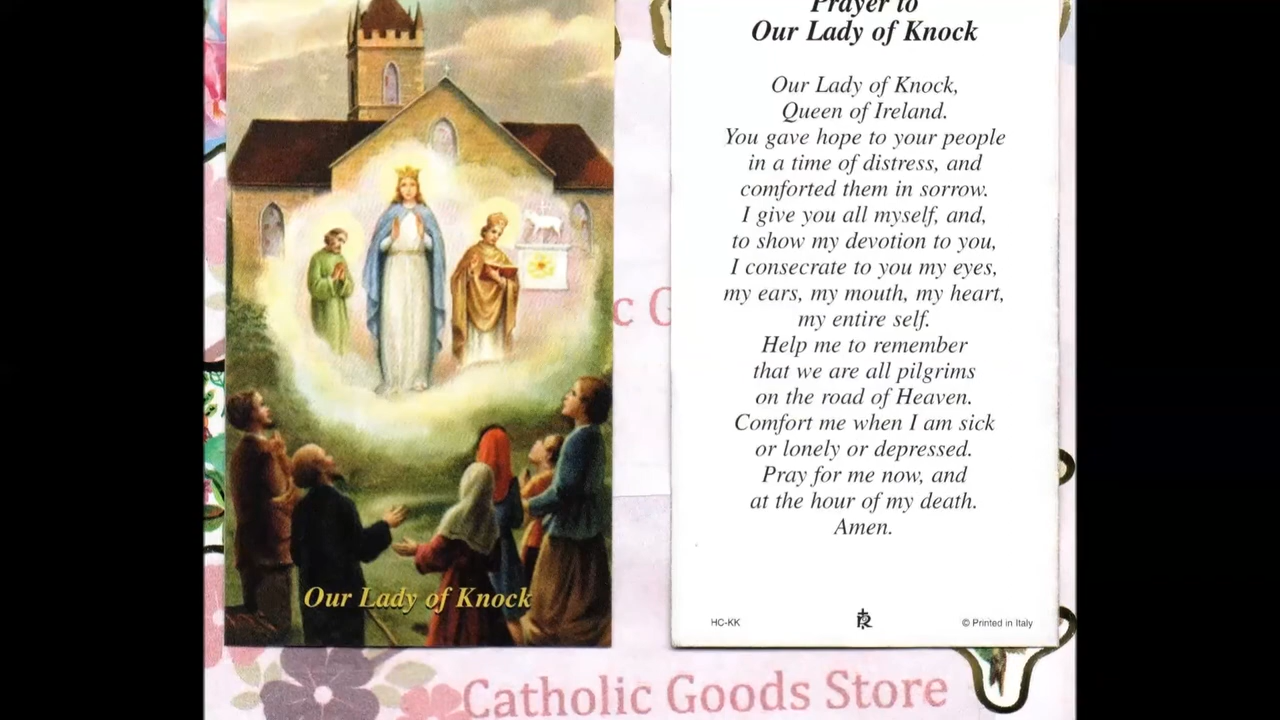 Our Lady of Knock
Prayer to
Our Lady of Knock
Our Lady of Knock,
Queen of Ireland.
You gave hope to your people
in a time of distress, and
comforted them in sorrow.
I give you all myself, and,
to show my devotion to you,
I consecrate to you my eyes,
my ears, my mouth, my heart,
my entire self.
Help me to remember
that we are all pilgrims
on the road of Heaven.
Comfort me when I am sick
or lonely or depressed.
Pray for me now, and
at the hour of my death.
Amen.
HC-KK
© Printed in Italy
c G
Catholic Goods Store